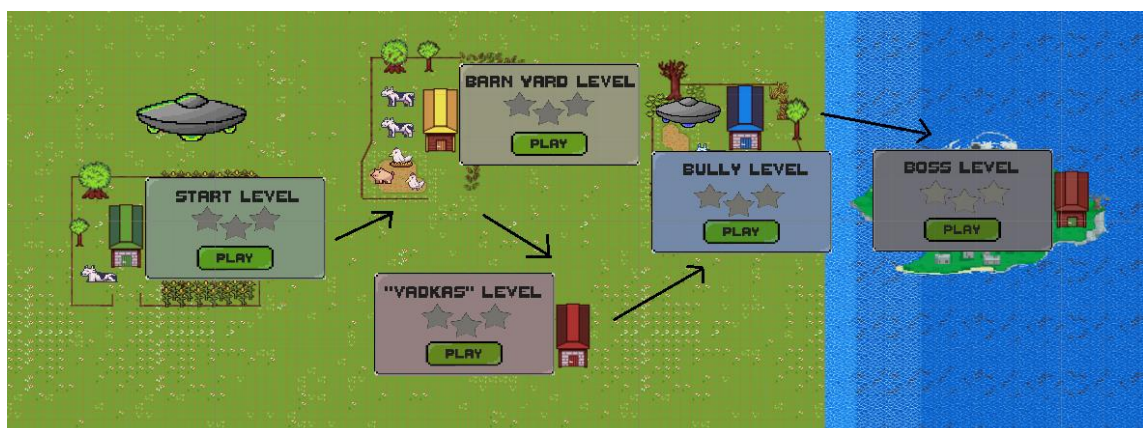 START LEVEL
PLAY
BARN YARD LEVEL
PLAY
"VADKAS" LEVEL
PLAY
BULLY LEVEL
PLAY
BOSS LEVEL
PLAY